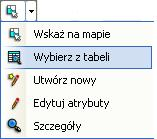 Wskaż na mapie
Wybierz z tabeli
Utwórz nowy
Edytuj atrybuty
Szczegóły